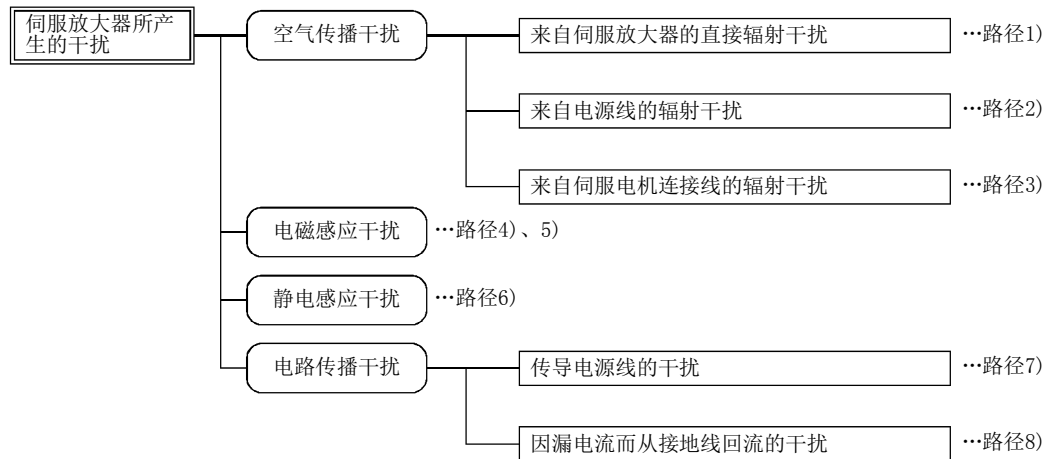 伺服放大器所产
生的干扰
空气传播干扰
来自伺服放大器的直接辐射干扰
…路径1)
来自电源线的辐射干扰
…路径2)
来自伺服电机连接线的辐射干扰
…路径3)
电磁感应干扰
…路径4)、5)
静电感应干扰
…路径6)
电路传播干扰
传导电源线的干扰
…路径7)
因漏电流而从接地线回流的干扰
…路径8)